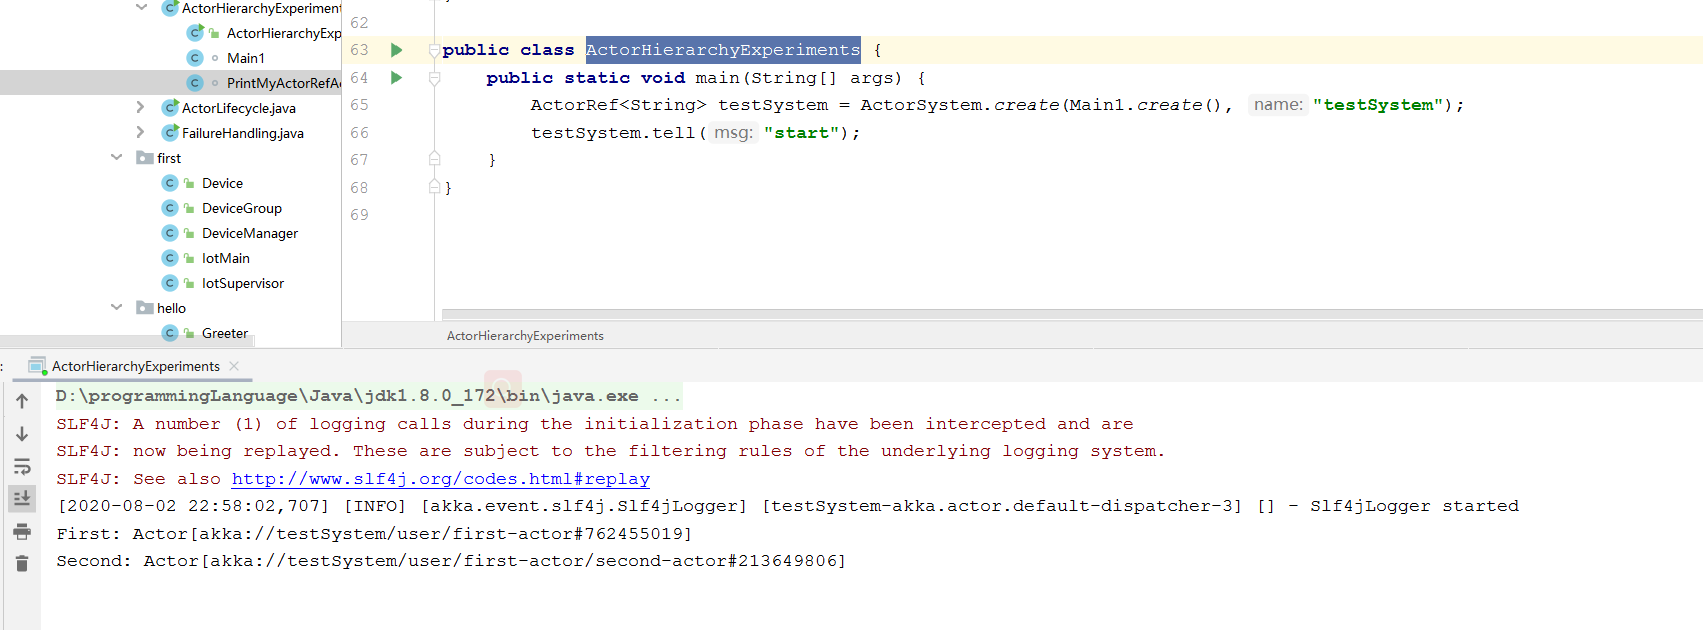 ActorHierarchyExperiment
ActorHierarchyExp
Main1
PrintMyActorRefA
ActorLifecycle.java
FailureHandling.java
first
Device
DeviceGroup
DeviceManager
IotMain
IotSupervisor
hello
Greeter
62
63 public class ActorHierarchyExperiments {
64 public static void main(String[] args) {
65 ActorRef<String> testSystem = ActorSystem.create(Main1.create(), name: "testSystem");
66 testSystem.tell( msg: "start");
67 }
68 }
69
ActorHierarchyExperiments
: ActorHierarchyExperiments
D:\programmingLanguage\Java\jdk1.8.0_172\bin\java.exe ...
SLF4J: A number (1) of logging calls during the initialization phase have been intercepted and are
SLF4J: now being replayed. These are subject to the filtering rules of the underlying logging system.
SLF4J: See also http://www.slf4j.org/codes.html#replay
[2020-08-02 22:58:02,707] [INFO] [akka.event.slf4j.Slf4jLogger] [testSystem-akka.actor.default-dispatcher-3] [] - Slf4jLogger started
First: Actor[akka://testSystem/user/first-actor#762455019]
Second: Actor[akka://testSystem/user/first-actor/second-actor#213649806]